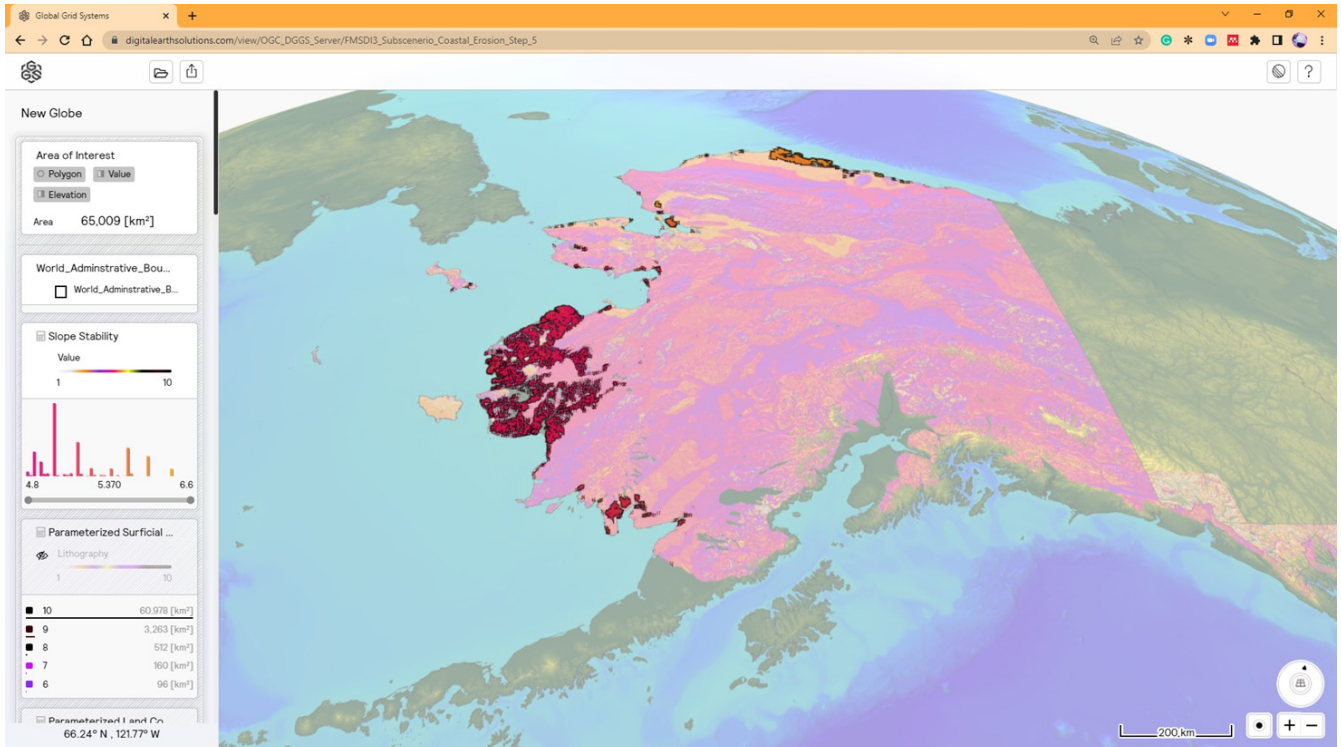 Global Grid Systems
digitalearthsolutions.com/view/OGC_DGGS_Server/FMSDI3_Subscenerio_Coastal_Erosion_Step_5
New Globe
Area of Interest
Polygon Value
Elevation
Area 65,009 [km²]
World_Adminstrative_Bou...
World_Adminstrative_B...
Slope Stability
Value
1 10
4.8 5.370 6.6
Parameterized Surficial ...
Lithography
1 10
10 60,978 [km²]
9 3,263 [km²]
8 512 [km²]
7 160 [km²]
6 96 [km²]
Parameterized Land Co...
66.24° N , 121.77° W
200 km